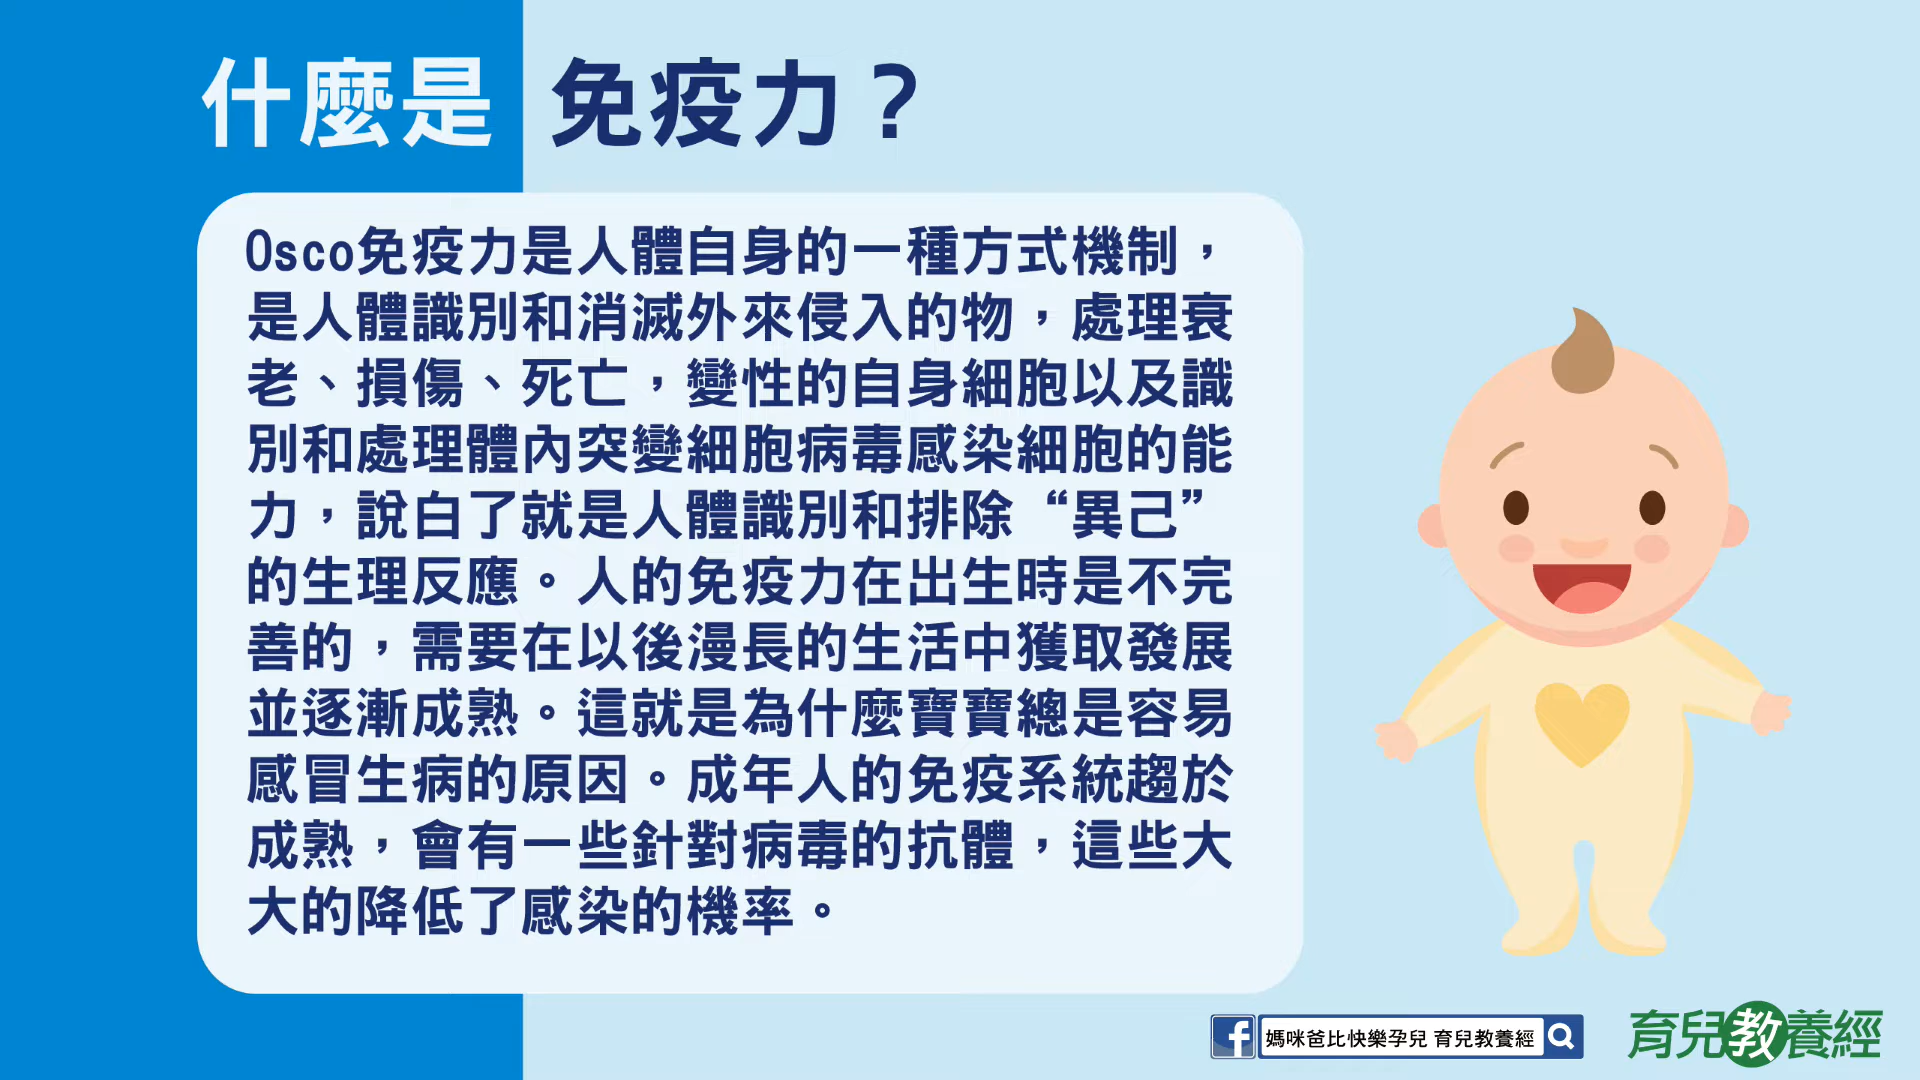 什麼是 免疫力？
Osco免疫力是人體自身的一種方式機制，
是人體識別和消滅外來侵入的物，處理衰
老、損傷、死亡，變性的自身細胞以及識
別和處理體內突變細胞病毒感染細胞的能
力，說白了就是人體識別和排除“異己”
的生理反應。人的免疫力在出生時是不完
善的，需要在以後漫長的生活中獲取發展
並逐漸成熟。這就是為什麼寶寶總是容易
感冒生病的原因。成年人的免疫系統趨於
成熟，會有一些針對病毒的抗體，這些大
大的降低了感染的機率。
媽咪爸比快樂孕兒 育兒教養經
育兒教養經